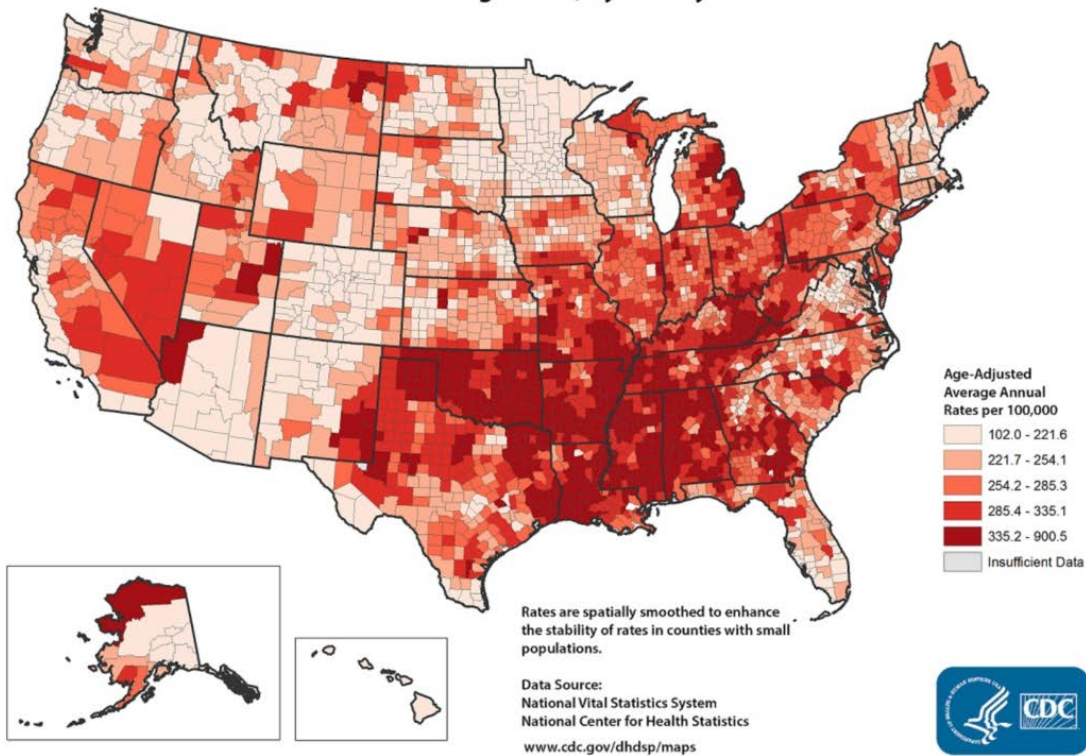 Age-Adjusted
Average Annual
Rates per 100,000
102.0 - 221.6
221.7 - 254.1
254.2 - 285.3
285.4 - 335.1
335.2 - 900.5
Insufficient Data
Rates are spatially smoothed to enhance
the stability of rates in counties with small
populations.
Data Source:
National Vital Statistics System
National Center for Health Statistics
www.cdc.gov/dhdsp/maps
CDC